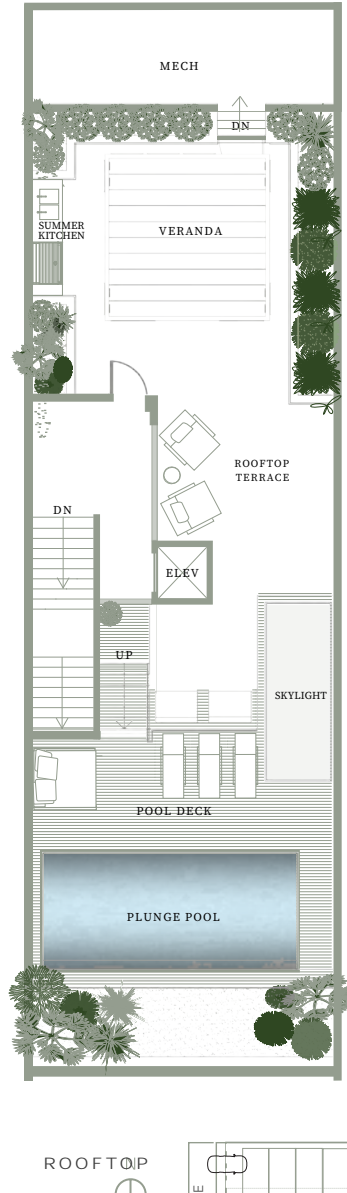 MECH
DN
SUMMER
KITCHEN
VERANDA
ROOFTOP
TERRACE
DN
ELEV
UP
SKYLIGHT
POOL DECK
PLUNGE POOL
ROOFTOP
N
E